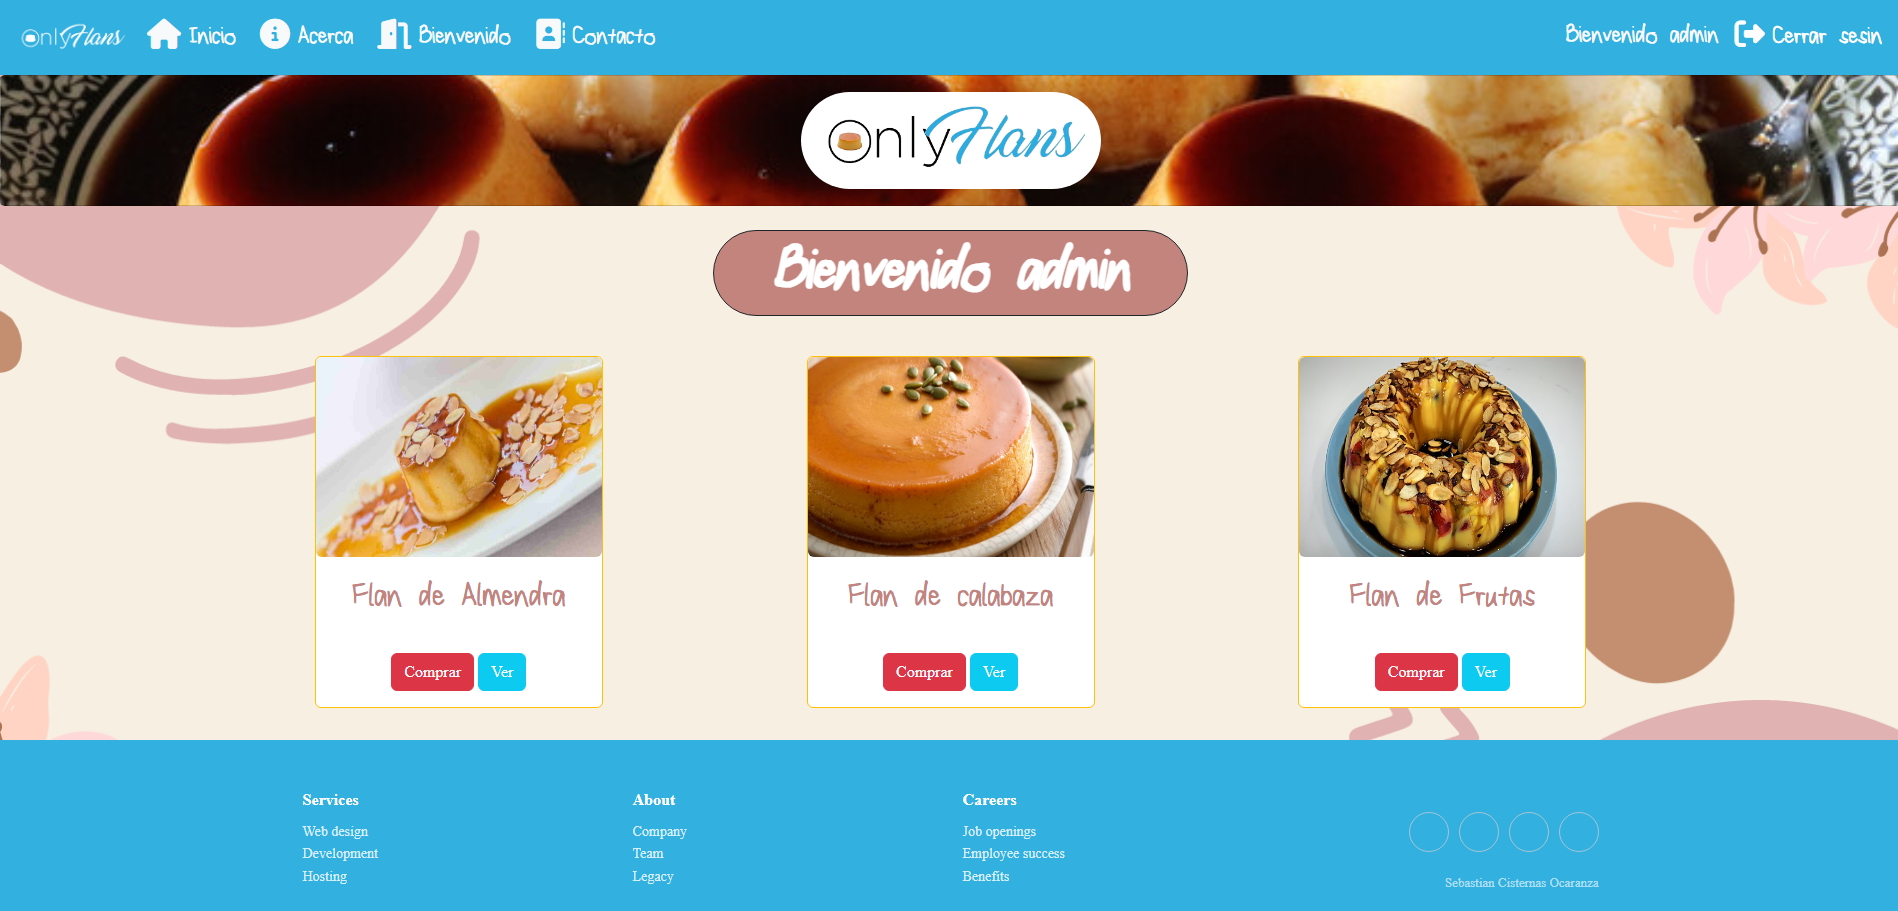 OnlyFlans Inicio Acerca Bienvenido Contacto Bienvenido admin Cerrar sesin
OnlyFlans
Bienvenido admin
Flan de Almendra
Comprar Ver
Flan de calabaza
Comprar Ver
Flan de Frutas
Comprar Ver
Services
Web design
Development
Hosting
About
Company
Team
Legacy
Careers
Job openings
Employee success
Benefits
Sebastian Cisternas Ocaranza